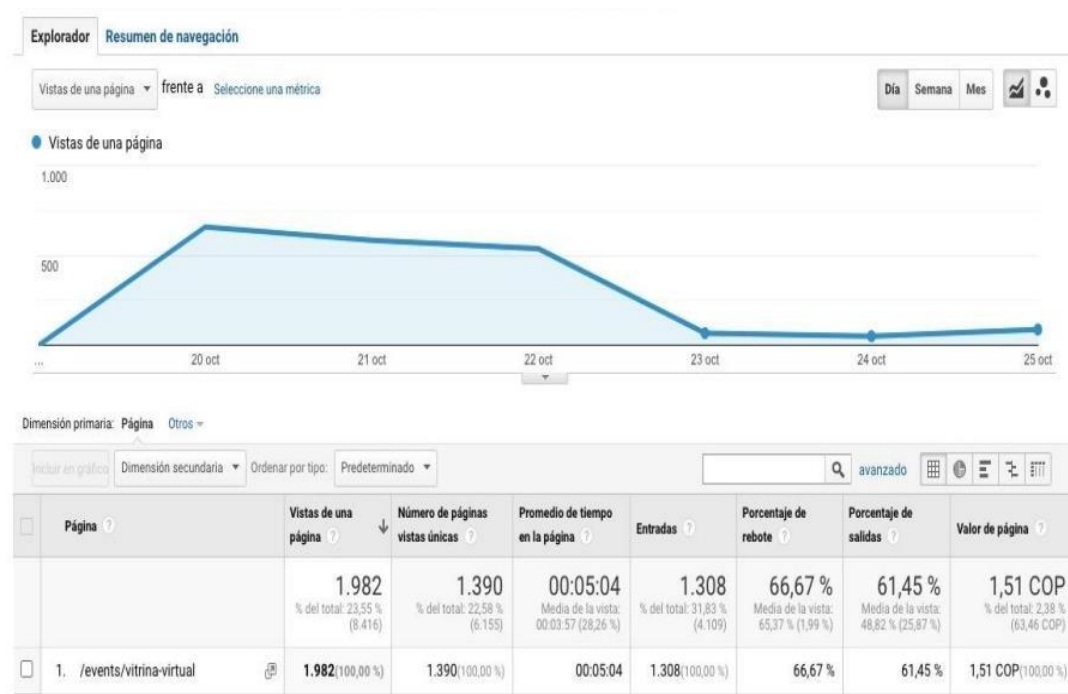 Explorador Resumen de navegación
Vistas de una página frente a Seleccione una métrica Día Semana Mes
Vistas de una página
1.000
500
... 20 oct 21 oct 22 oct 23 oct 24 oct 25 oct
Dimensión primaria: Página Otros
Incluir en gráfico Dimensión secundaria Ordenar por tipo: Predeterminado avanzado
Página ? Vistas de una página ? Número de páginas vistas únicas ? Promedio de tiempo en la página ? Entradas ? Porcentaje de rebote ? Porcentaje de salidas ? Valor de página ?
1.982 1.390 00:05:04 1.308 66,67 % 61,45 % 1,51 COP
% del total: 23,55 % % del total: 22,58 % Media de la vista: % del total: 31,83 % Media de la vista: Media de la vista: % del total: 2,38 %
(8.416) (6.155) 00:03:57 (28,26 %) (4.109) 65,37 % (1,99 %) 48,82 % (25,87 %) (63,46 COP)
1. /events/vitrina-virtual 1.982(100,00 %) 1.390(100,00 %) 00:05:04 1.308(100,00 %) 66,67 % 61,45 % 1,51 COP(100,00 %)